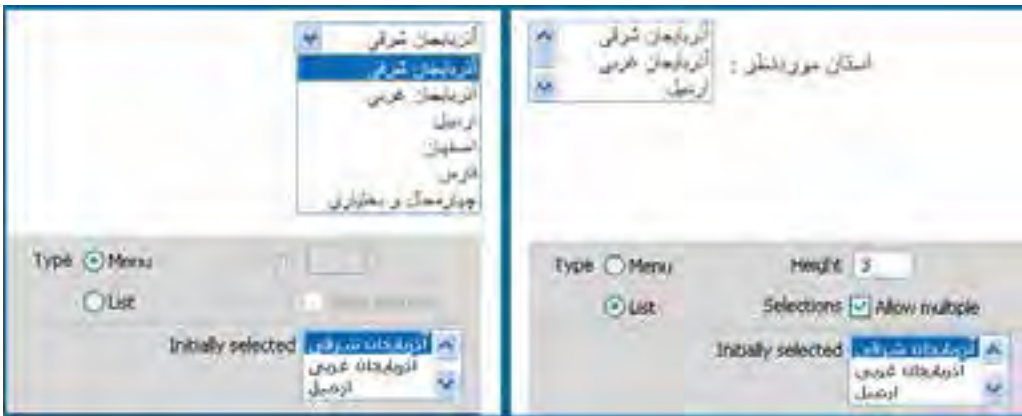 آذربایجان شرقی
آذربایجان شرقی
آذربایجان غربی
اردبیل
اصفهان
فارس
چهارمحال و بختیاری
Type Menu
List
Initially selected آذربایجان شرقی
آذربایجان غربی
اردبیل
آذربایجان شرقی
استان موردنظر : آذربایجان غربی
اردبیل
Type Menu Height 3
List Selections Allow multiple
Initially selected آذربایجان شرقی
آذربایجان غربی
اردبیل